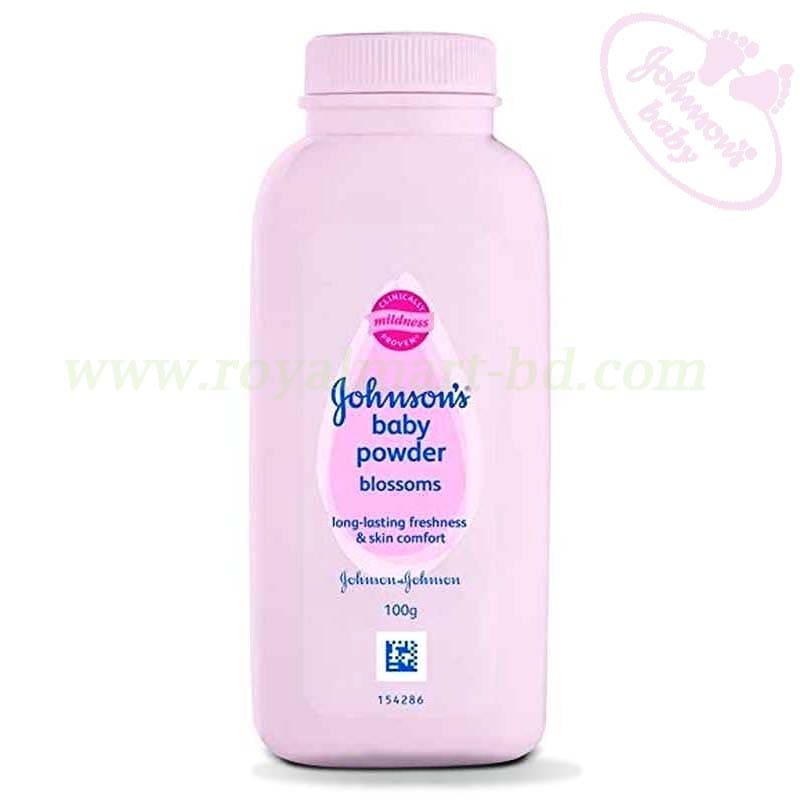 Johnson's
baby
CLINICALLY
mildness
PROVEN
www.royalmart-bd.com
Johnson's®
baby
powder
blossoms
long-lasting freshness
& skin comfort
Johnson & Johnson
100g
154286